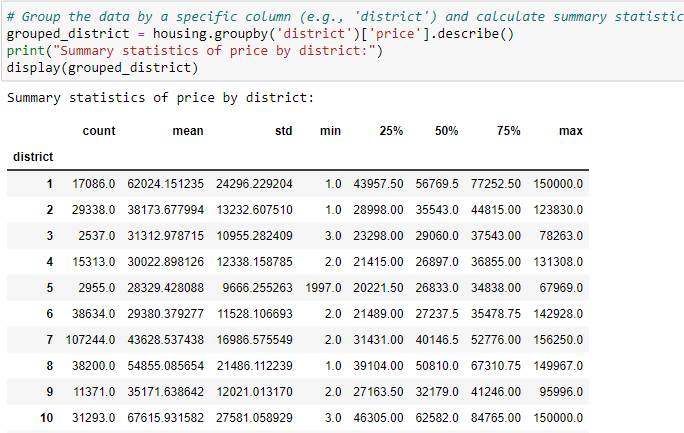 # Group the data by a specific column (e.g., 'district') and calculate summary statistic
grouped_district = housing.groupby('district')['price'].describe()
print("Summary statistics of price by district:")
display(grouped_district)
Summary statistics of price by district:
count mean std min 25% 50% 75% max
district
1 17086.0 62024.151235 24296.229204 1.0 43957.50 56769.5 77252.50 150000.0
2 29338.0 38173.677994 13232.607510 1.0 28998.00 35543.0 44815.00 123830.0
3 2537.0 31312.978715 10955.282409 3.0 23298.00 29060.0 37543.00 78263.0
4 15313.0 30022.898126 12338.158785 2.0 21415.00 26897.0 36855.00 131308.0
5 2955.0 28329.428088 9666.255263 1997.0 20221.50 26833.0 34838.00 67969.0
6 38634.0 29380.379277 11528.106693 2.0 21489.00 27237.5 35478.75 142928.0
7 107244.0 43628.537438 16986.575549 2.0 31431.00 40146.5 52776.00 156250.0
8 38200.0 54855.085654 21486.112239 1.0 39104.00 50810.0 67310.75 149967.0
9 11371.0 35171.638642 12021.013170 2.0 27163.50 32179.0 41246.00 95996.0
10 31293.0 67615.931582 27581.058929 3.0 46305.00 62582.0 84765.00 150000.0